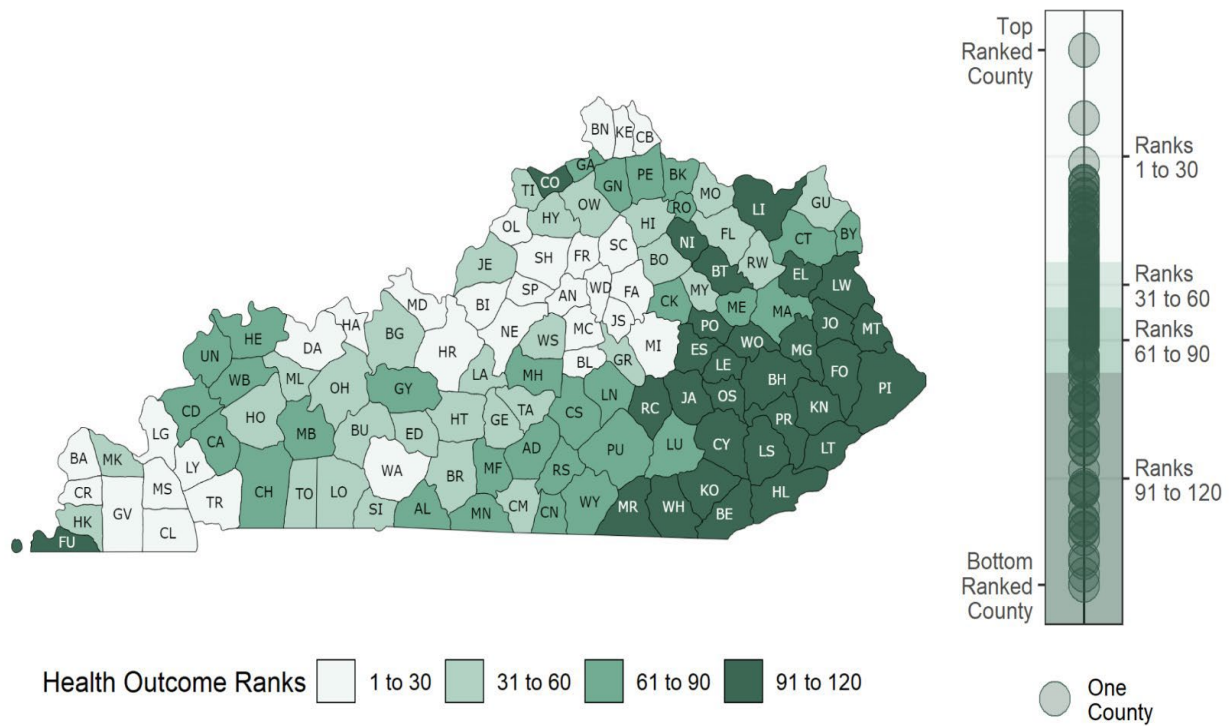 Top
Ranked
County
Ranks
1 to 30
Ranks
31 to 60
Ranks
61 to 90
Ranks
91 to 120
Bottom
Ranked
County
One
County
BN KE CB
GA PE BK
CO GN
TI OW RO MO LI GU
HY HI
OL NI FL CT BY
SH FR SC
JE BO BT RW EL
SP WD FA LW
MD BI AN MY
HA NE JS CK ME MA JO
DA BG HR WS MC PO MT
HE MI WO MG
UN BL ES
LA GR LE FO
WB ML MH BH PI
OH GY LN
CD HO TA RC JA OS KN
LG BU HT GE CS PR
CA MB ED
BA MK AD PU LU CY LS LT
LY WA MF RS
CR MS CH BR
TO LO KO HL
TR SI CM WY
HK GV AL MN CN MR WH BE
FU CL
Health Outcome Ranks 1 to 30 31 to 60 61 to 90 91 to 120